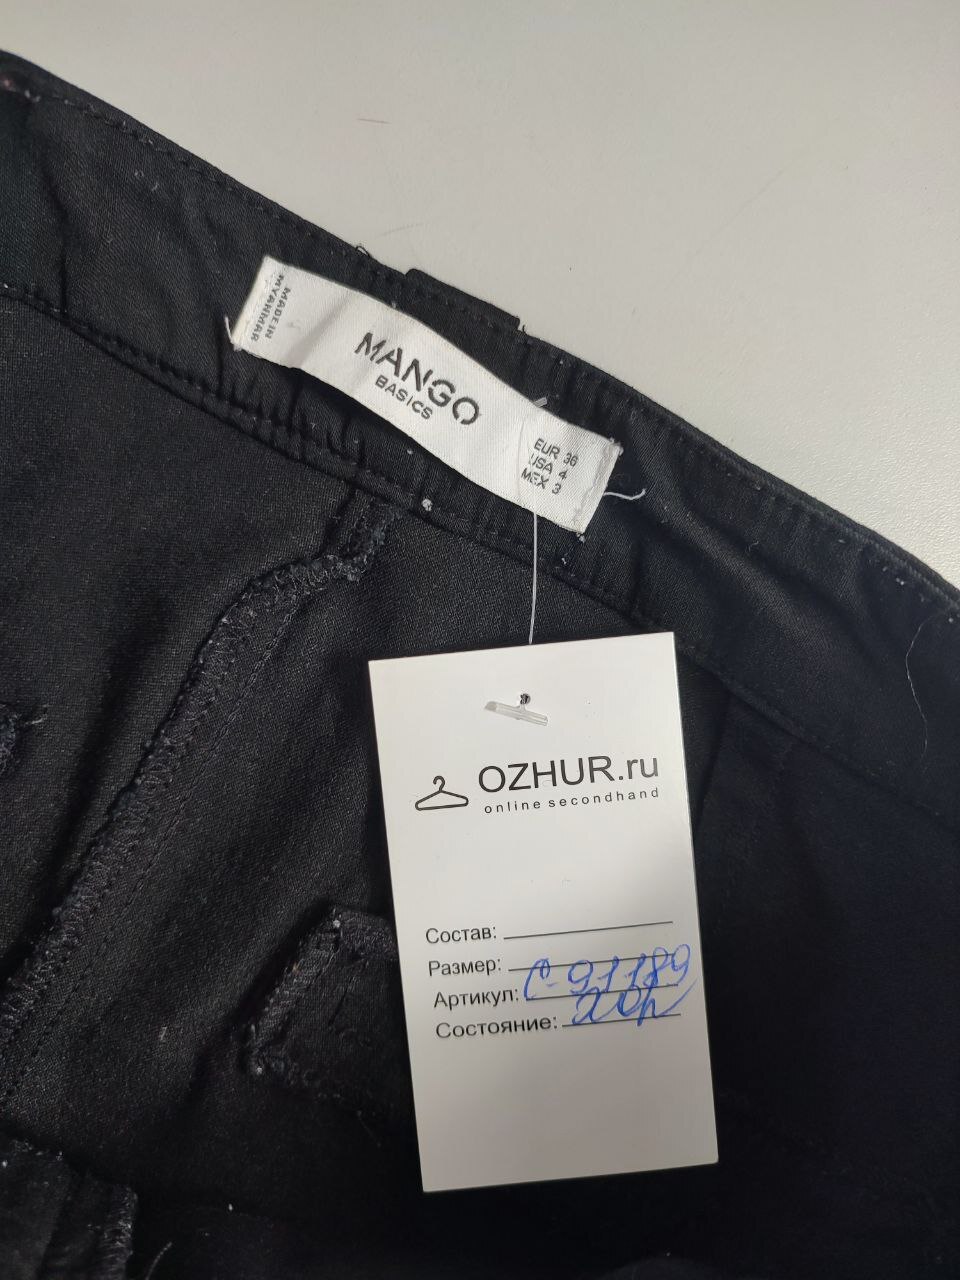 MADE IN
MYANMAR
MANGO
BASICS
EUR 36
USA 4
MEX 3
OZHUR.ru
online secondhand
Состав:
Размер:
Артикул: С-91189
Состояние: хор